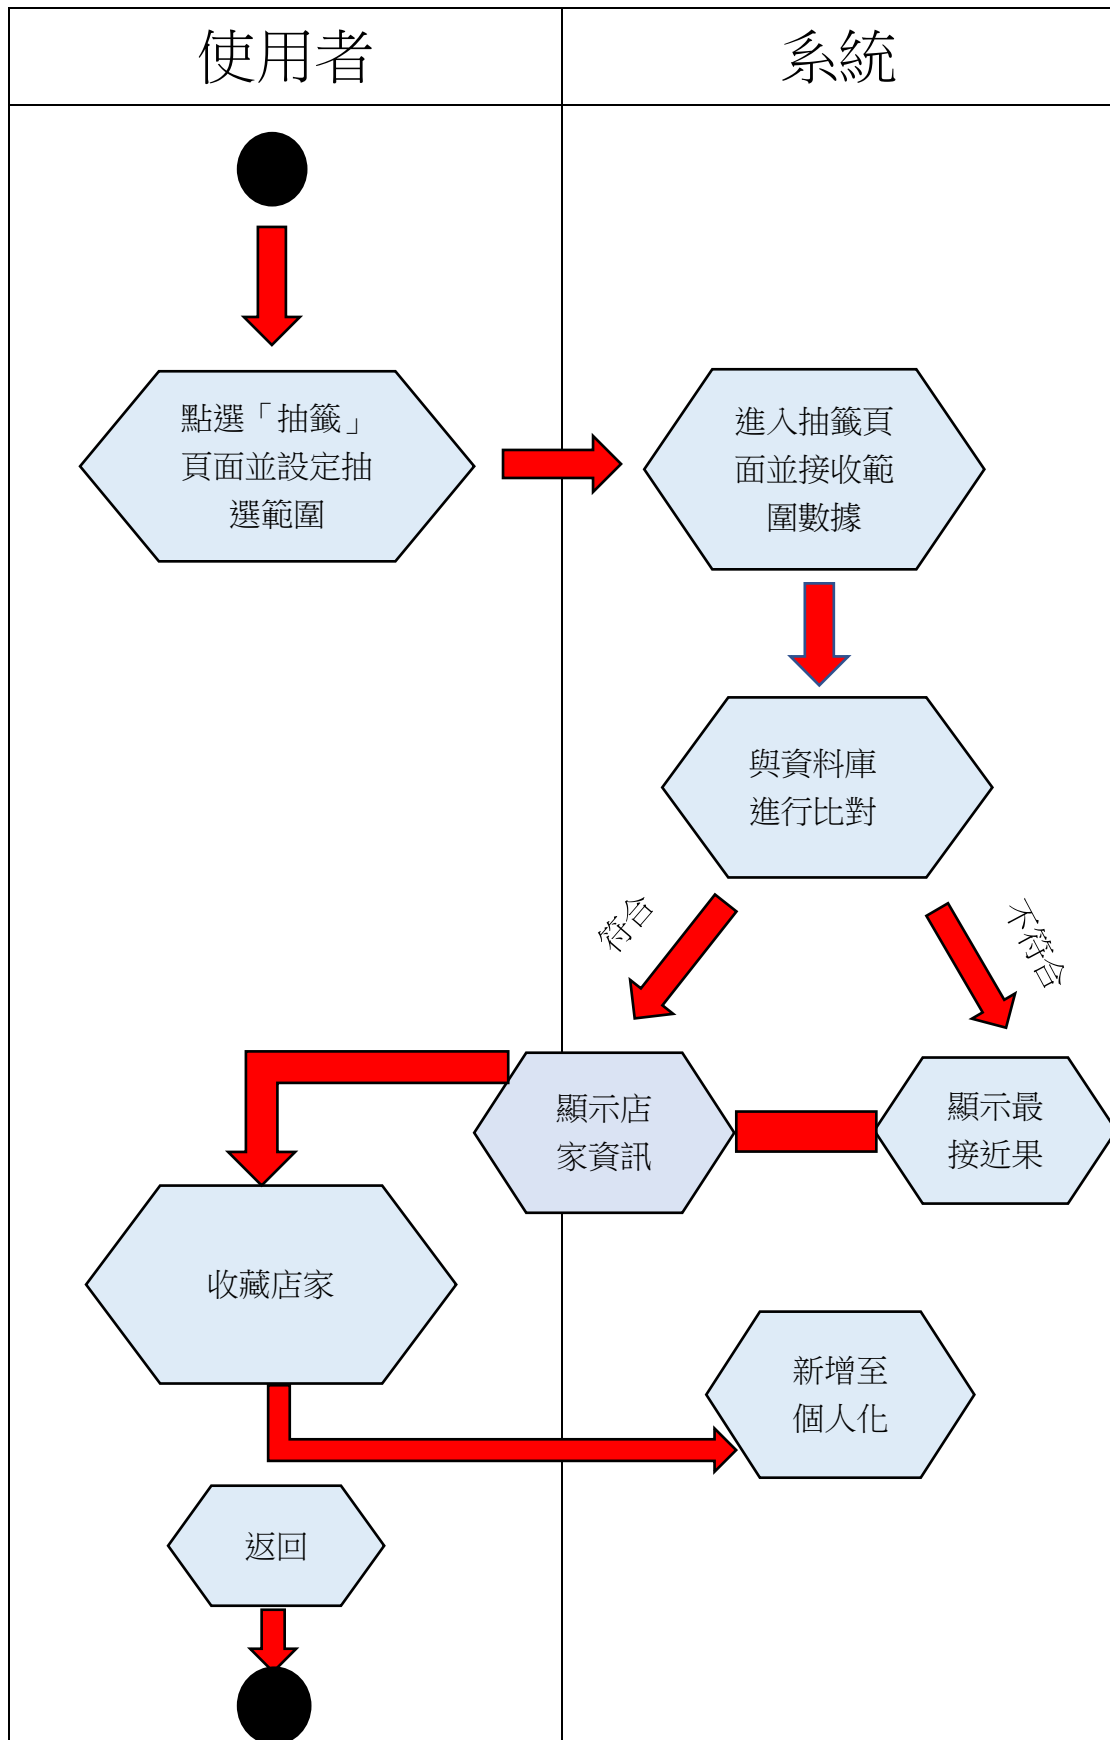 使用者
系統
點選「抽籤」
頁面並設定抽
選範圍
進入抽籤頁
面並接收範
圍數據
與資料庫
進行比對
符合
不符合
顯示店
家資訊
顯示最
接近果
收藏店家
新增至
個人化
返回